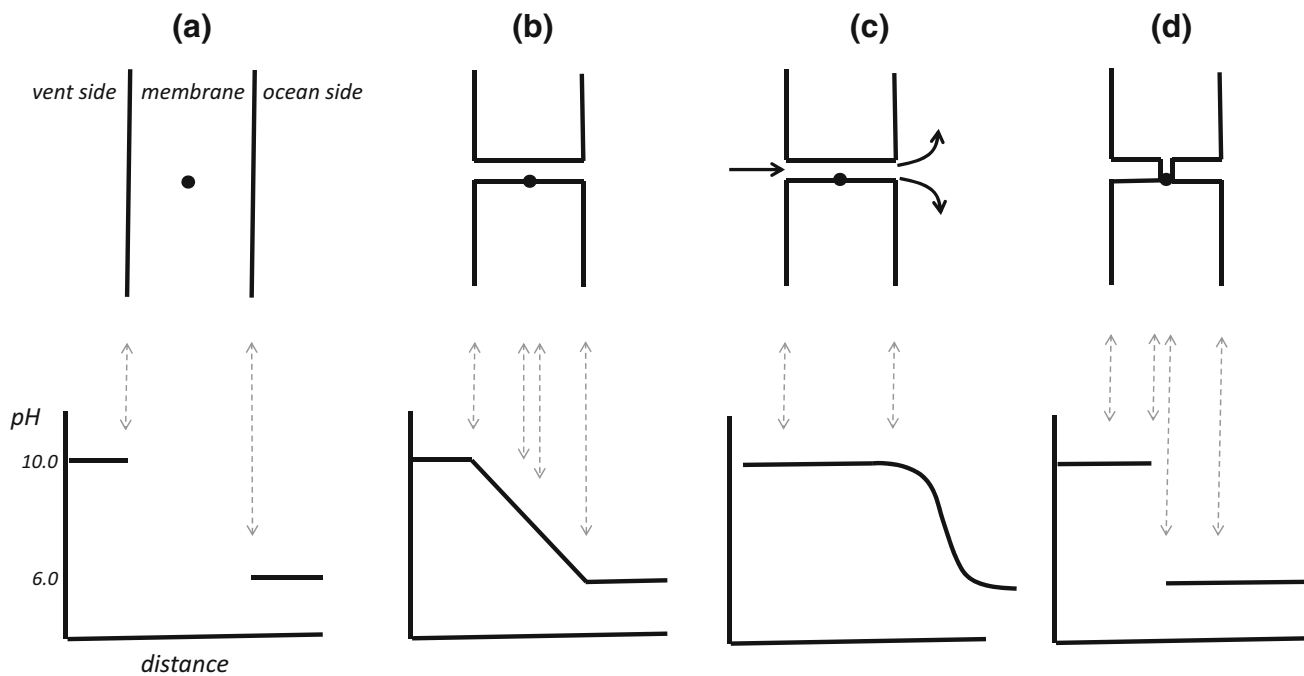 (a) (b) (c) (d)
vent side membrane ocean side
pH
10.0
6.0
distance